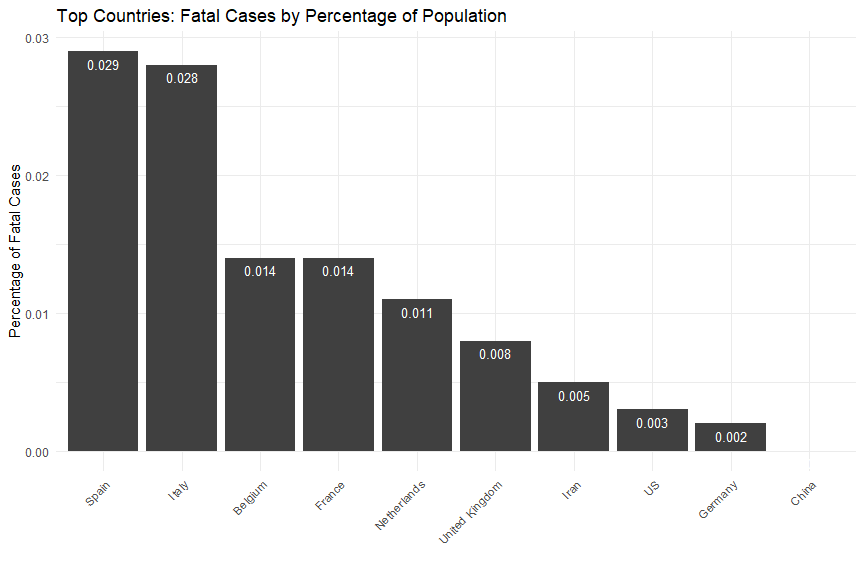 Top Countries: Fatal Cases by Percentage of Population
Percentage of Fatal Cases
0.03
0.02
0.01
0.00
0.029
0.028
0.014
0.014
0.011
0.008
0.005
0.003
0.002
Spain
Italy
Belgium
France
Netherlands
United Kingdom
Iran
US
Germany
China